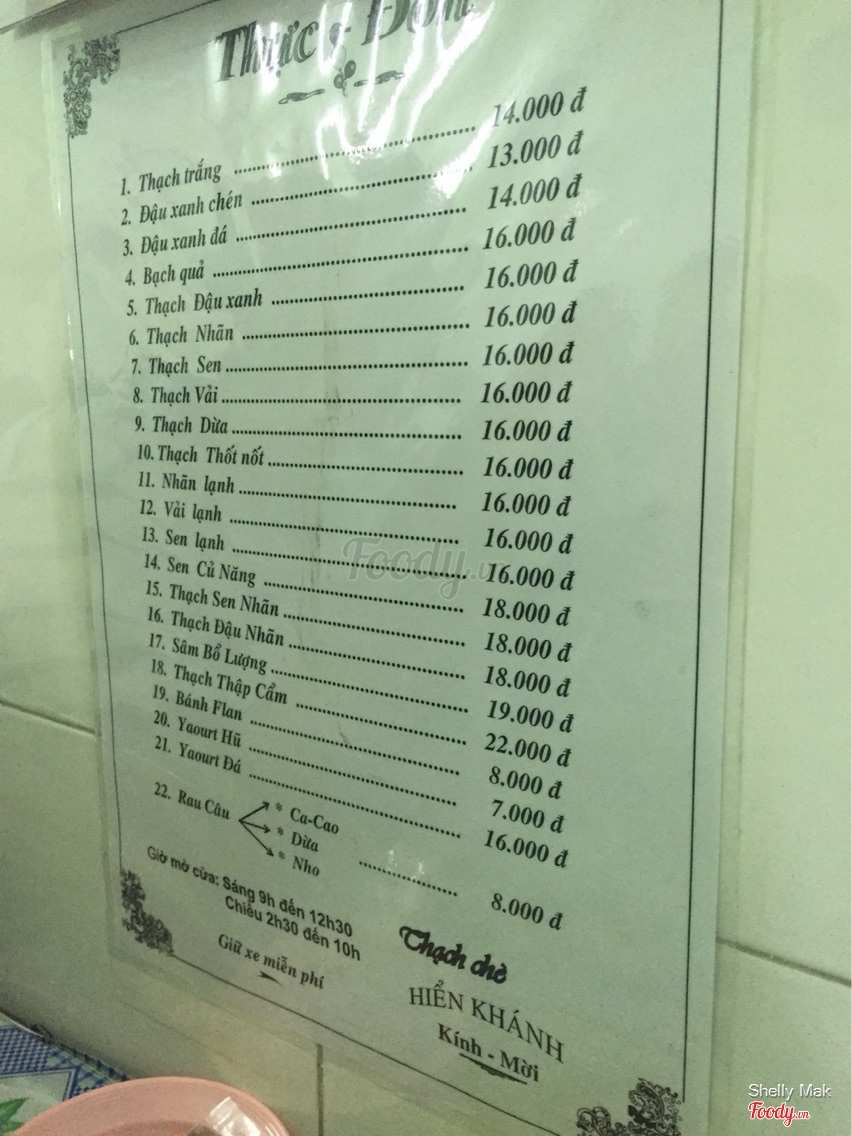 Thực - Đơn
1. Thạch trắng ........ 14.000 đ
2. Đậu xanh chén ........ 13.000 đ
3. Đậu xanh đá ........ 14.000 đ
4. Bạch quả ........ 16.000 đ
5. Thạch Đậu xanh ........ 16.000 đ
6. Thạch Nhãn ........ 16.000 đ
7. Thạch Sen ........ 16.000 đ
8. Thạch Vải ........ 16.000 đ
9. Thạch Dừa ........ 16.000 đ
10. Thạch Thốt nốt ........ 16.000 đ
11. Nhãn lạnh ........ 16.000 đ
12. Vải lạnh ........ 16.000 đ
13. Sen lạnh ........ 16.000 đ
14. Sen Củ Năng ........ 18.000 đ
15. Thạch Sen Nhãn ........ 18.000 đ
16. Thạch Đậu Nhãn ........ 18.000 đ
17. Sâm Bổ Lượng ........ 19.000 đ
18. Thạch Thập Cẩm ........ 22.000 đ
19. Bánh Flan ........ 8.000 đ
20. Yaourt Hũ ........ 7.000 đ
21. Yaourt Đá ........ 16.000 đ
22. Rau Câu
* Ca-Cao
* Dừa ........ 8.000 đ
* Nho
Giờ mở cửa: Sáng 9h đến 12h30
Chiều 2h30 đến 10h
Giữ xe miễn phí
Thạch chè
HIỂN KHÁNH
Kính - Mời
Foody.vn
Shelly Mak
Foody.vn